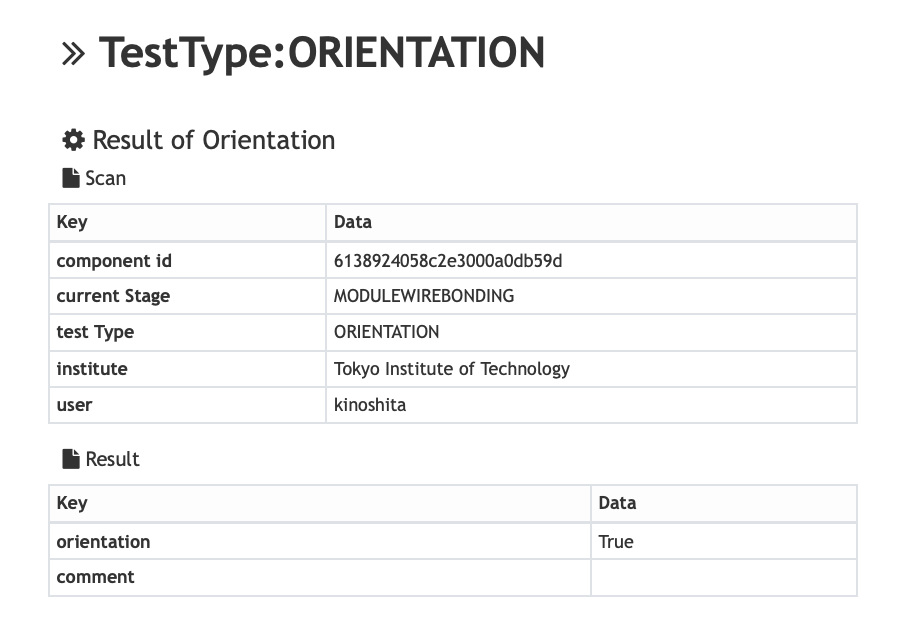 » TestType:ORIENTATION
Result of Orientation
Scan
Key Data
component id 6138924058c2e3000a0db59d
current Stage MODULEWIREBONDING
test Type ORIENTATION
institute Tokyo Institute of Technology
user kinoshita
Result
Key Data
orientation True
comment